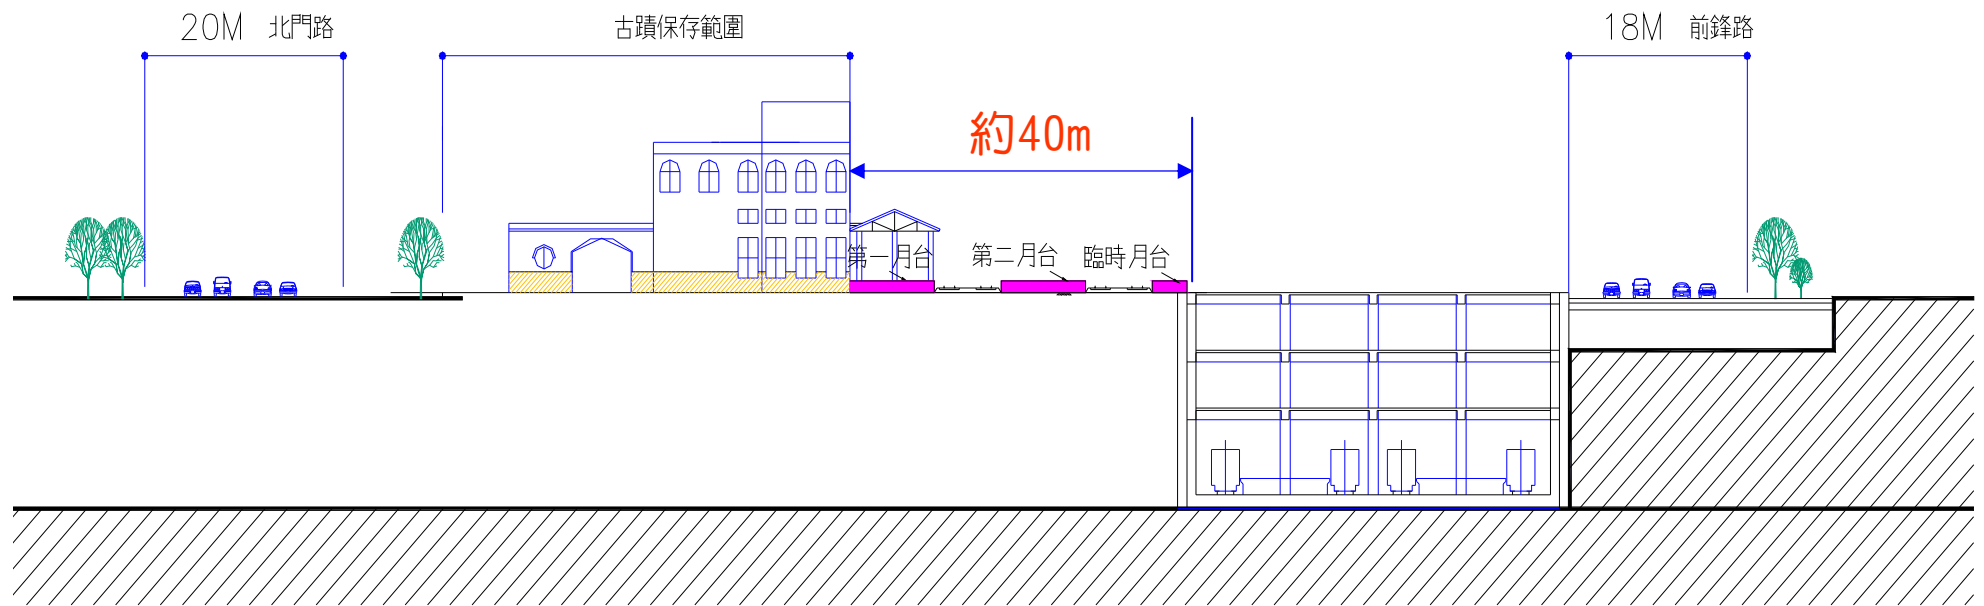 20M 北門路
古蹟保存範圍
18M 前鋒路
約40m
第一月台
第二月台
臨時月台